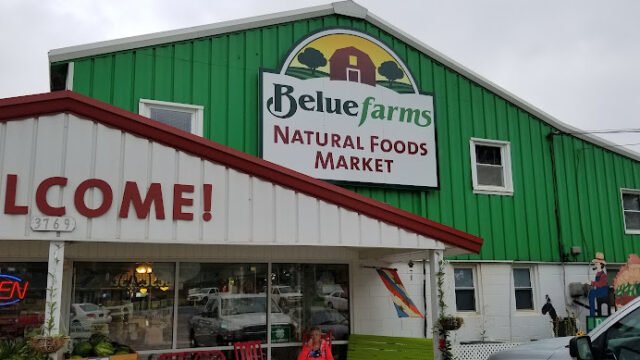 Belue farms
NATURAL FOODS
MARKET
LCOME!
3769
EN